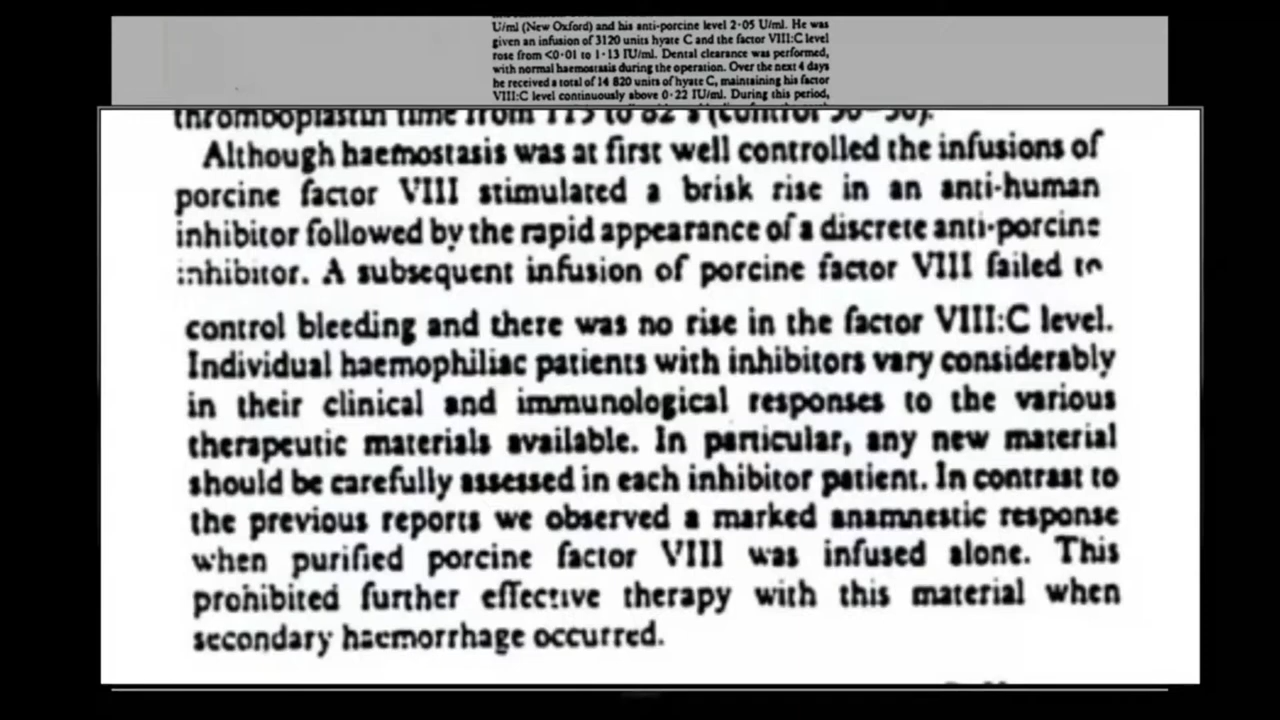 U/ml (New Oxford) and his anti-porcine level 2·05 U/ml. He was
given an infusion of 3120 units hyate C and the factor VIII:C level
rose from <0·01 to 1·13 IU/ml. Dental clearance was performed,
with normal haemostasis during the operation. Over the next 4 days
he received a total of 14 820 units of hyate C, maintaining his factor
VIII:C level continuously above 0·22 IU/ml. During this period,
thromboplastin time from 115 to 82 s (control
Although haemostasis was at first well controlled the infusions of
porcine factor VIII stimulated a brisk rise in an anti-human
inhibitor followed by the rapid appearance of a discrete anti-porcine
inhibitor. A subsequent infusion of porcine factor VIII failed to
control bleeding and there was no rise in the factor VIII:C level.
Individual haemophiliac patients with inhibitors vary considerably
in their clinical and immunological responses to the various
therapeutic materials available. In particular, any new material
should be carefully assessed in each inhibitor patient. In contrast to
the previous reports we observed a marked anamnestic response
when purified porcine factor VIII was infused alone. This
prohibited further effective therapy with this material when
secondary haemorrhage occurred.